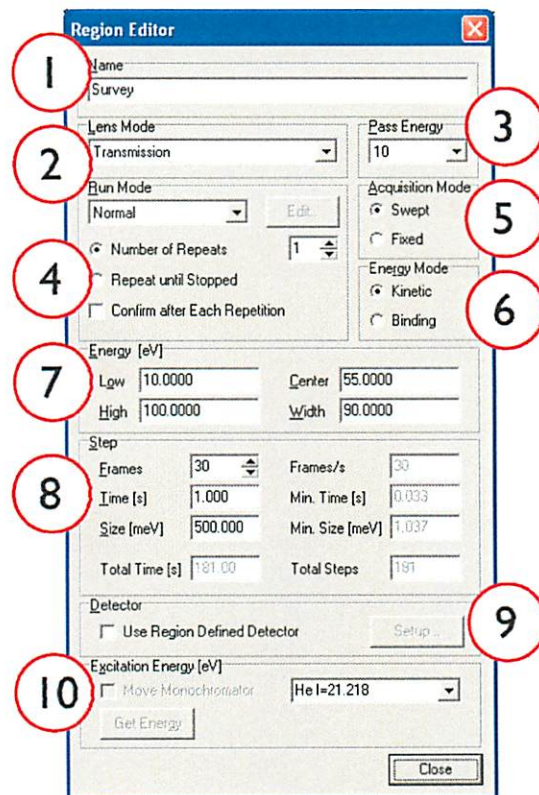 Region Editor
1
Name
Survey
2
Lens Mode
Transmission
3
Pass Energy
10
Run Mode
Normal
Edit..
4
Number of Repeats
1
Repeat until Stopped
Confirm after Each Repetition
5
Acquisition Mode
Swept
Fixed
6
Energy Mode
Kinetic
Binding
7
Energy [eV]
Low 10.0000 Center 55.0000
High 100.0000 Width 90.0000
8
Step
Frames 30 Frames/s 30
Time [s] 1.000 Min. Time [s] 0.033
Size [meV] 500.000 Min. Size [meV] 1.037
Total Time [s] 181.00 Total Steps 181
9
Detector
Use Region Defined Detector Setup...
10
Excitation Energy [eV]
Move Monochromator He I=21.218
Get Energy
Close